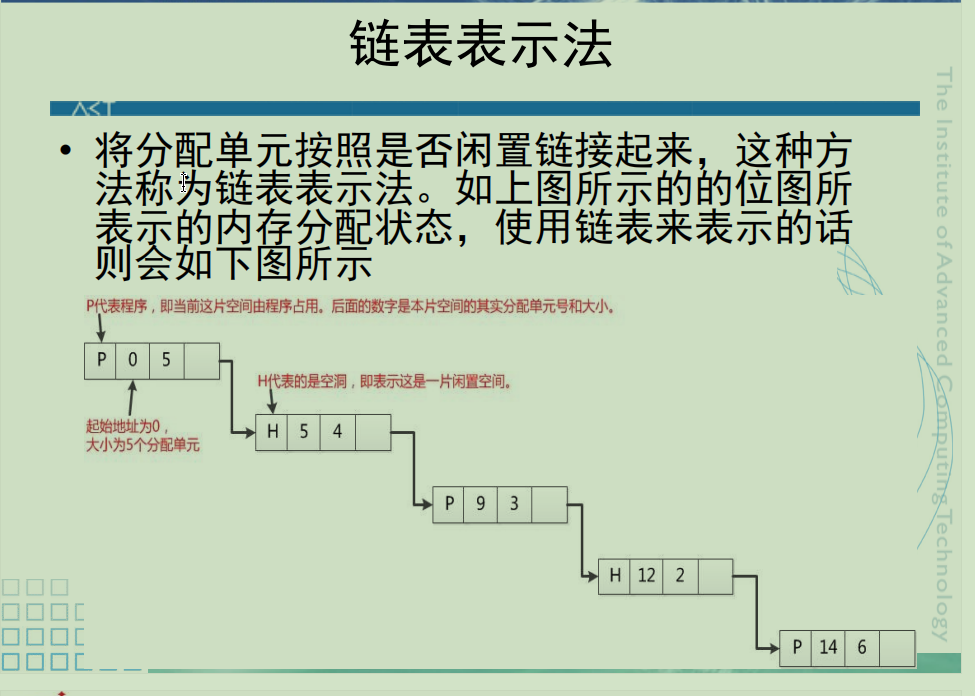 链表表示法
• 将分配单元按照是否闲置链接起来，这种方
法称为链表表示法。如上图所示的的位图所
表示的内存分配状态，使用链表来表示的话
则会如下图所示
P代表程序，即当前这片空间由程序占用。后面的数字是本片空间的其实分配单元号和大小。
P 0 5
H代表的是空洞，即表示这是一片闲置空间。
起始地址为0，
大小为5个分配单元
H 5 4
P 9 3
H 12 2
P 14 6
The Institute of Advanced Computing Technology